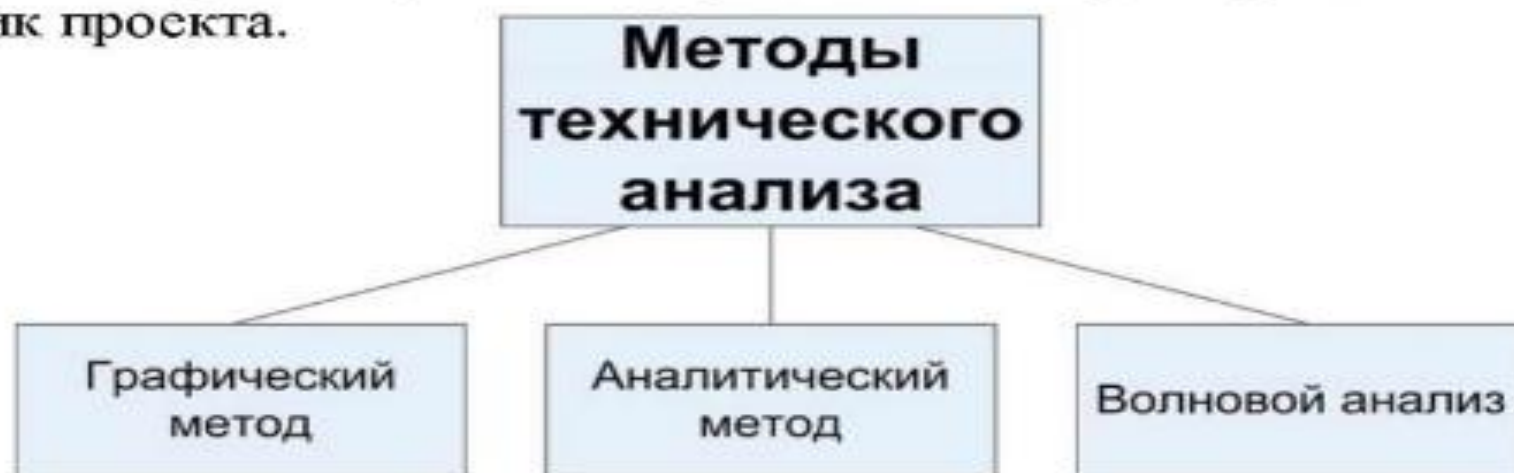 ик проекта.
Методы
технического
анализа
Графический
метод
Аналитический
метод
Волновой анализ